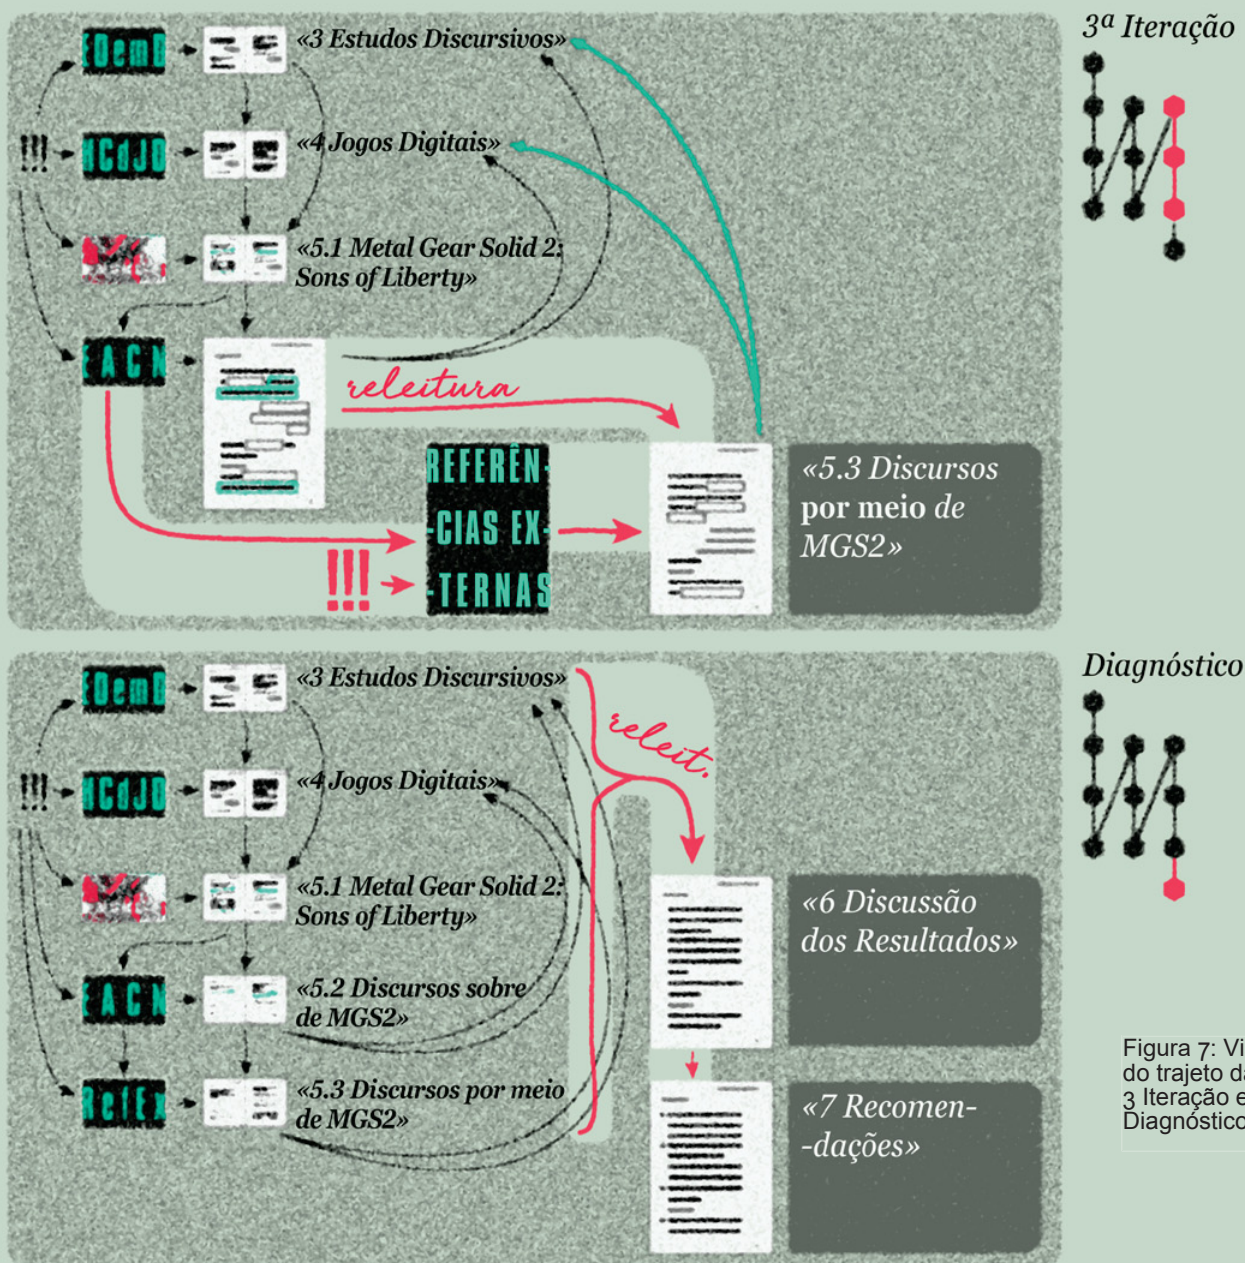 3ª Iteração
«3 Estudos Discursivos»
!!!
«4 Jogos Digitais»
«5.1 Metal Gear Solid 2:
Sons of Liberty»
EACN
releitura
REFERÊN-
-CIAS EX-
-TERNAS
!!!
«5.3 Discursos
por meio de
MGS2»
Diagnóstico
«3 Estudos Discursivos»
releit.
!!!
«4 Jogos Digitais»
«5.1 Metal Gear Solid 2:
Sons of Liberty»
«6 Discussão
dos Resultados»
EACN
«5.2 Discursos sobre
de MGS2»
RefEx
«5.3 Discursos por meio
de MGS2»
«7 Recomen-
-dações»
Figura 7: Vi
do trajeto da
3 Iteração e
Diagnóstico